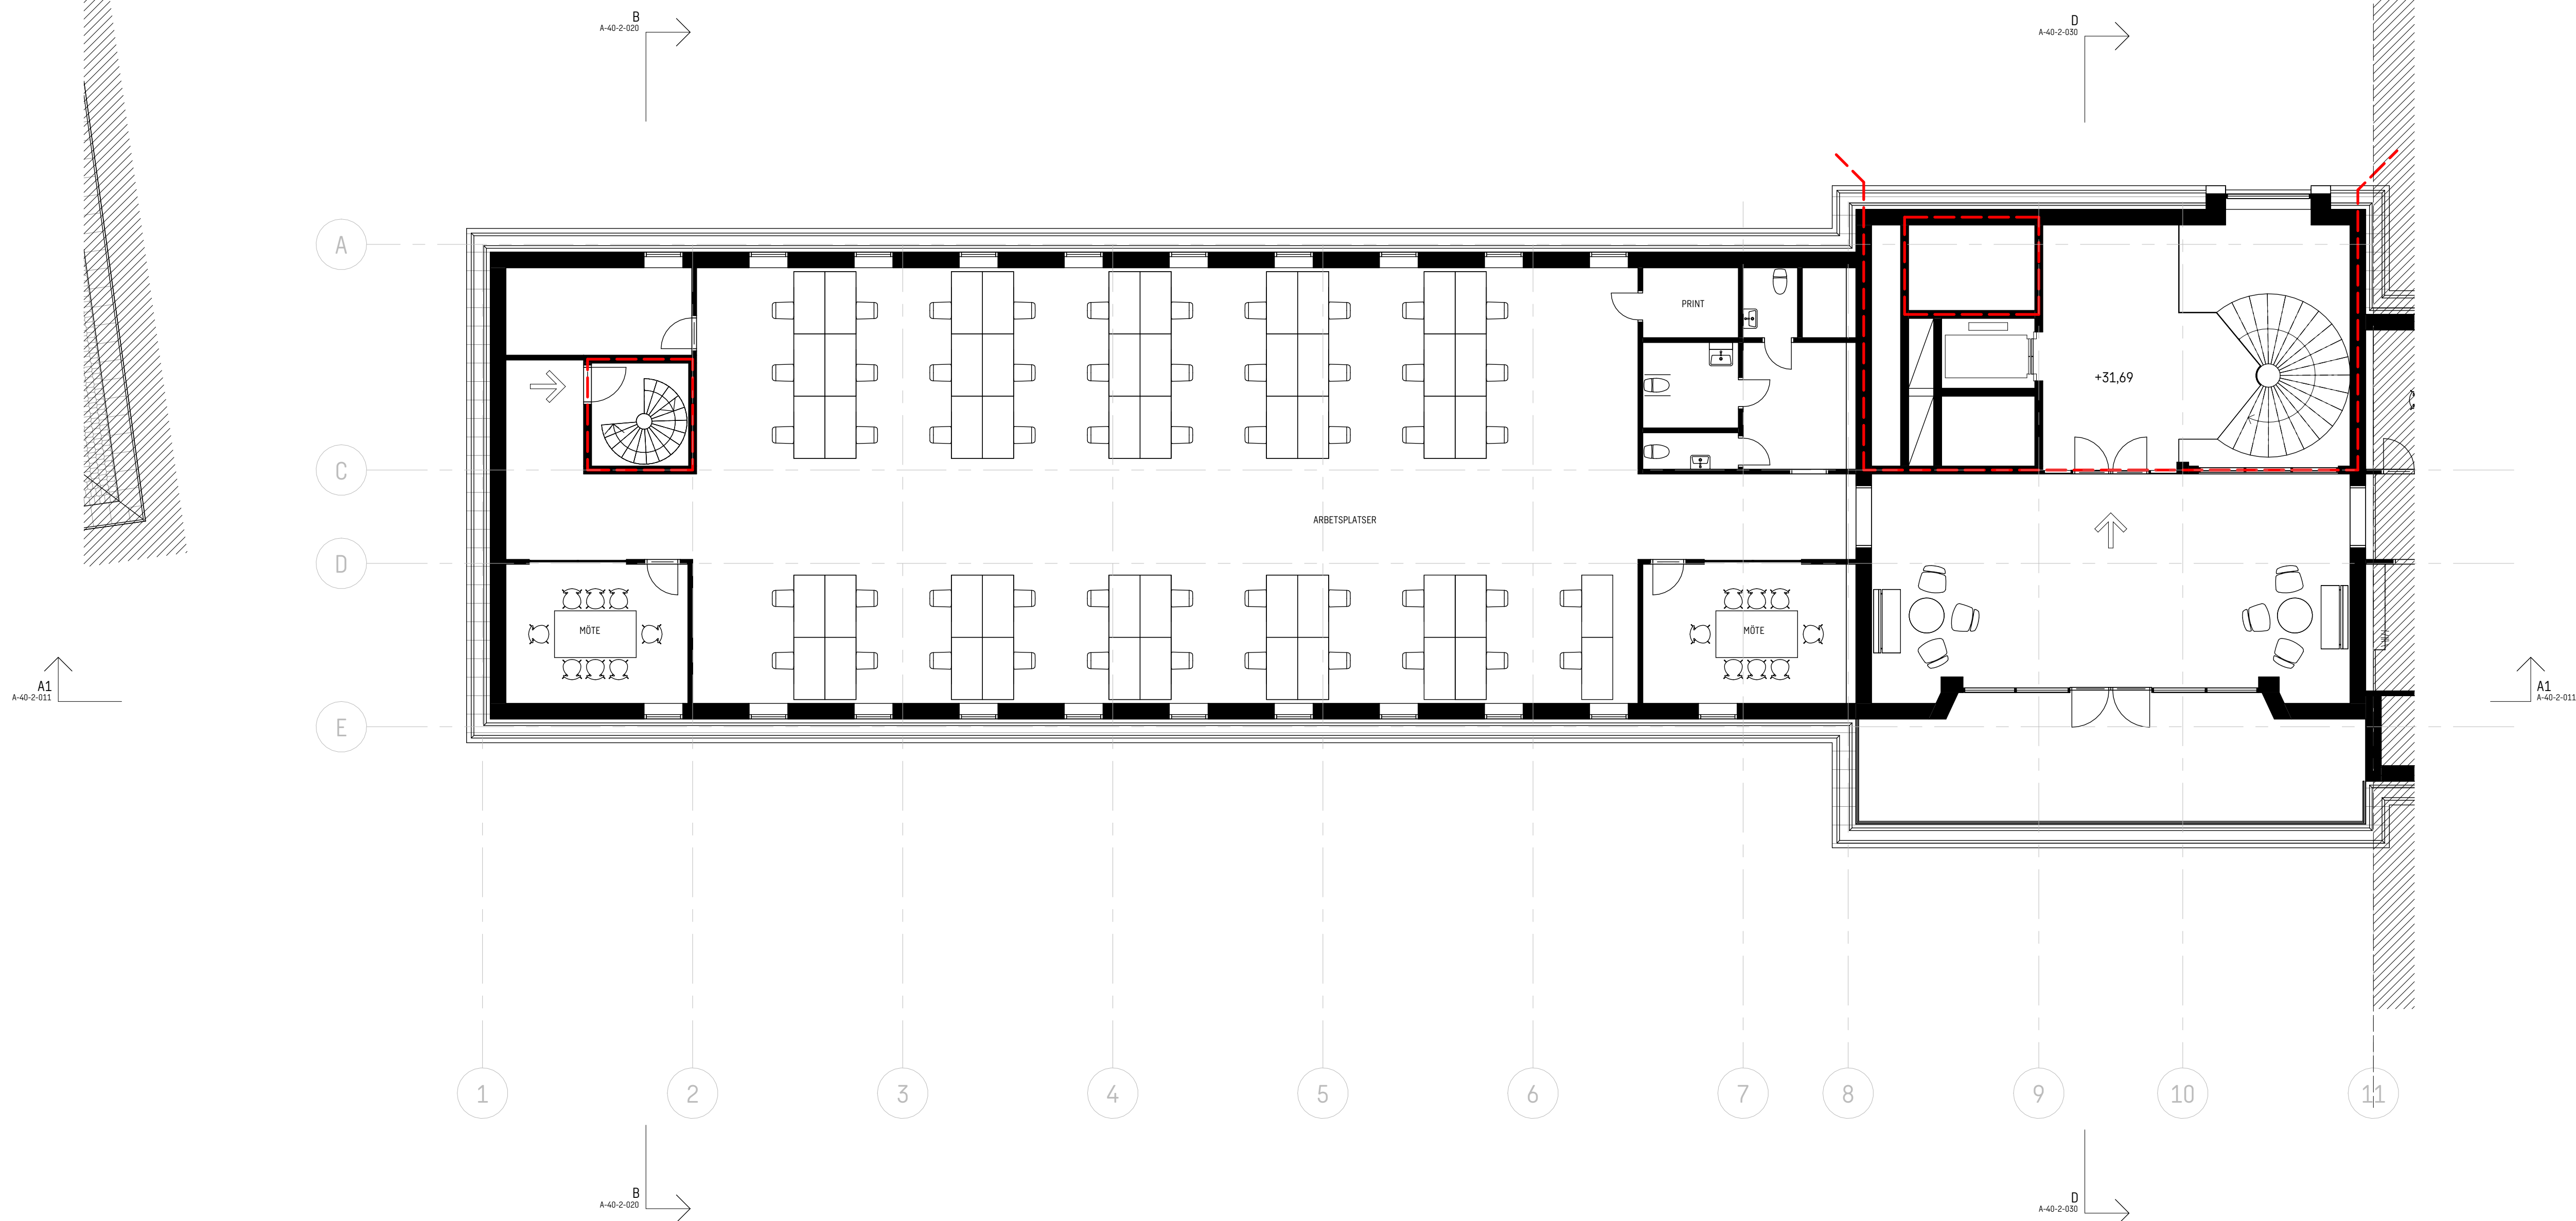 B
A-40-2-020
D
A-40-2-030
A
PRINT
+31,69
C
ARBETSPLATSER
D
MÖTE
MÖTE
A1
A-40-2-011
A1
A-40-2-011
E
1
2
3
4
5
6
7
8
9
10
11
B
A-40-2-020
D
A-40-2-030